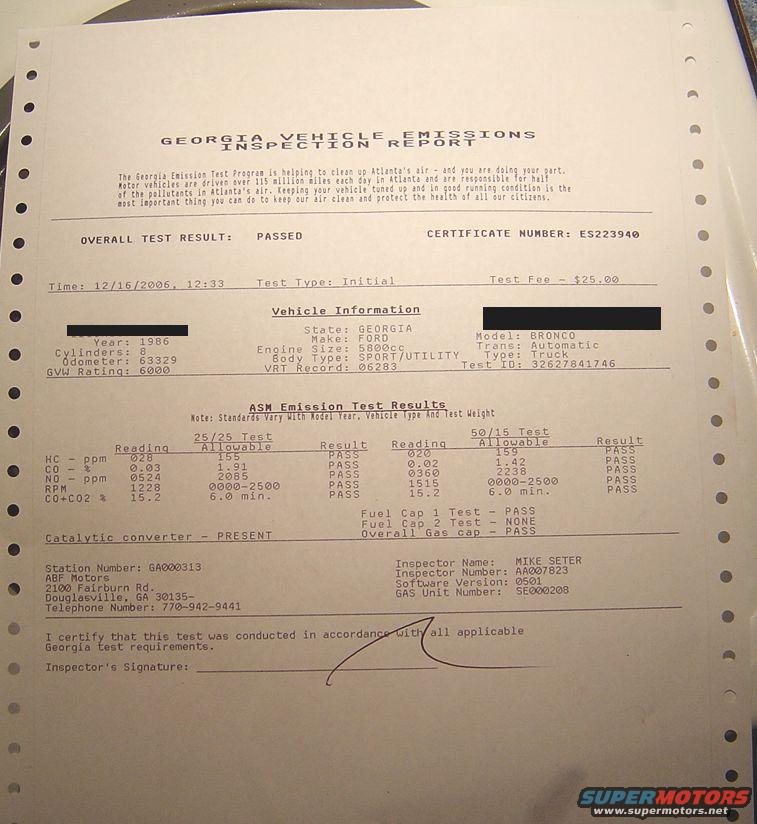 GEORGIA VEHICLE EMISSIONS
INSPECTION REPORT
The Georgia Emission Test Program is helping to clean up Atlanta's air - and you are doing your part.
Motor vehicles are driven over 115 million miles each day in Atlanta and are responsible for half
of the pollutants in Atlanta's air. Keeping your vehicle tuned up and in good running condition is the
most important thing you can do to keep our air clean and protect the health of all our citizens.
OVERALL TEST RESULT: PASSED CERTIFICATE NUMBER: ES223940
Time: 12/16/2006, 12:33 Test Type: Initial Test Fee - $25.00
Vehicle Information
State: GEORGIA
Year: 1986 Make: FORD Model: BRONCO
Cylinders: 8 Engine Size: 5800cc Trans: Automatic
Odometer: 63329 Body Type: SPORT/UTILITY Type: Truck
GVW Rating: 6000 VRT Record: 06283 Test ID: 32627841746
ASM Emission Test Results
Note: Standards Vary With Model Year, Vehicle Type And Test Weight
25/25 Test 50/15 Test
Reading Allowable Result Reading Allowable Result
HC - ppm 028 155 PASS 020 159 PASS
CO - % 0.03 1.91 PASS 0.02 1.42 PASS
NO - ppm 0524 2085 PASS 0360 2238 PASS
RPM 1228 0000-2500 PASS 1515 0000-2500 PASS
CO+CO2 % 15.2 6.0 min. PASS 15.2 6.0 min. PASS
Fuel Cap 1 Test - PASS
Fuel Cap 2 Test - NONE
Catalytic converter - PRESENT Overall Gas cap - PASS
Station Number: GA000313 Inspector Name: MIKE SETER
ABF Motors Inspector Number: AA007823
2100 Fairburn Rd. Software Version: 0501
Douglasville, GA 30135- GAS Unit Number: SE000208
Telephone Number: 770-942-9441
I certify that this test was conducted in accordance with all applicable
Georgia test requirements.
Inspector's Signature:
SUPERMOTORS
www.supermotors.net